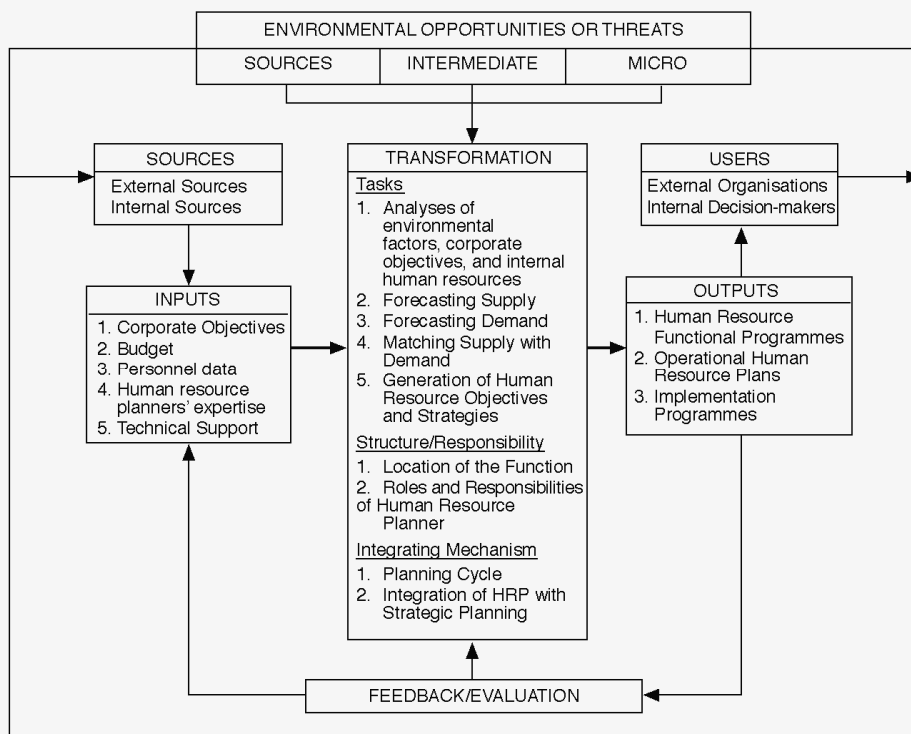 ENVIRONMENTAL OPPORTUNITIES OR THREATS
SOURCES
INTERMEDIATE
MICRO
SOURCES
External Sources
Internal Sources
INPUTS
1. Corporate Objectives
2. Budget
3. Personnel data
4. Human resource
planners' expertise
5. Technical Support
TRANSFORMATION
Tasks
1. Analyses of
environmental
factors, corporate
objectives, and internal
human resources
2. Forecasting Supply
3. Forecasting Demand
4. Matching Supply with
Demand
5. Generation of Human
Resource Objectives
and Strategies
Structure/Responsibility
1. Location of the Function
2. Roles and Responsibilities
of Human Resource
Planner
Integrating Mechanism
1. Planning Cycle
2. Integration of HRP with
Strategic Planning
USERS
External Organisations
Internal Decision-makers
OUTPUTS
1. Human Resource
Functional Programmes
2. Operational Human
Resource Plans
3. Implementation
Programmes
FEEDBACK/EVALUATION